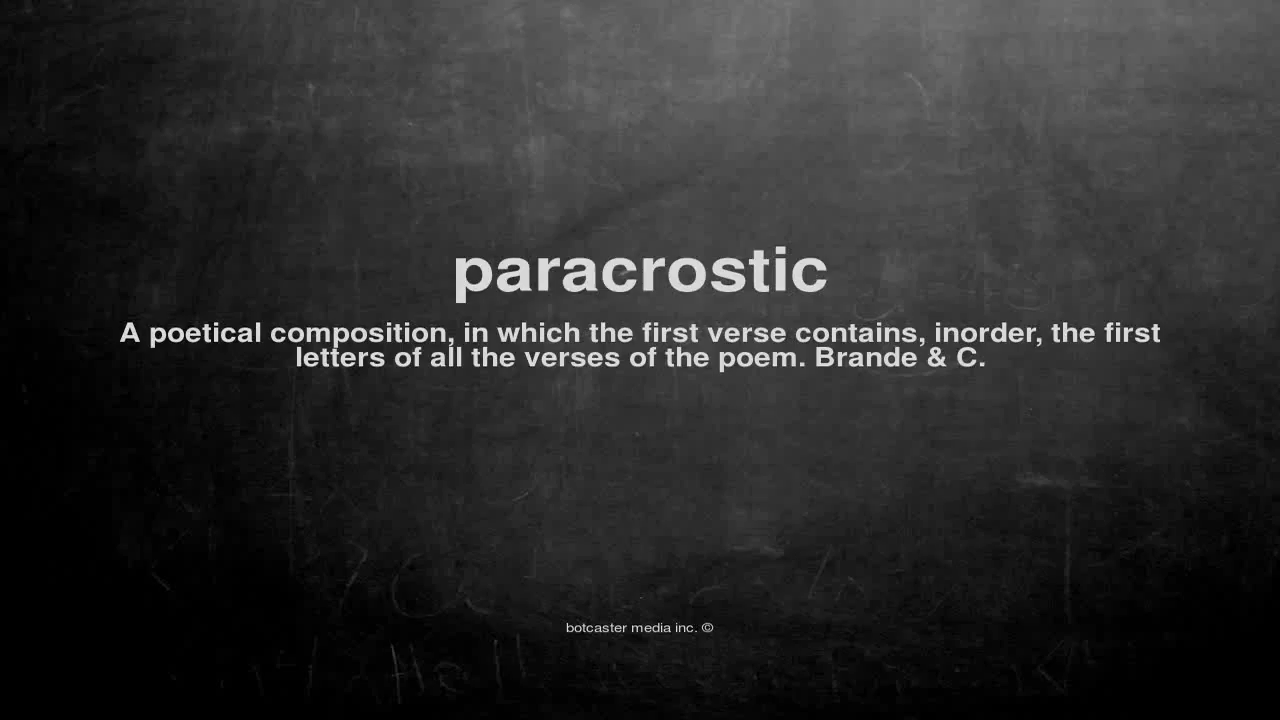 paracrostic
A poetical composition, in which the first verse contains, inorder, the first
letters of all the verses of the poem. Brande & C.
botcaster media inc. ©